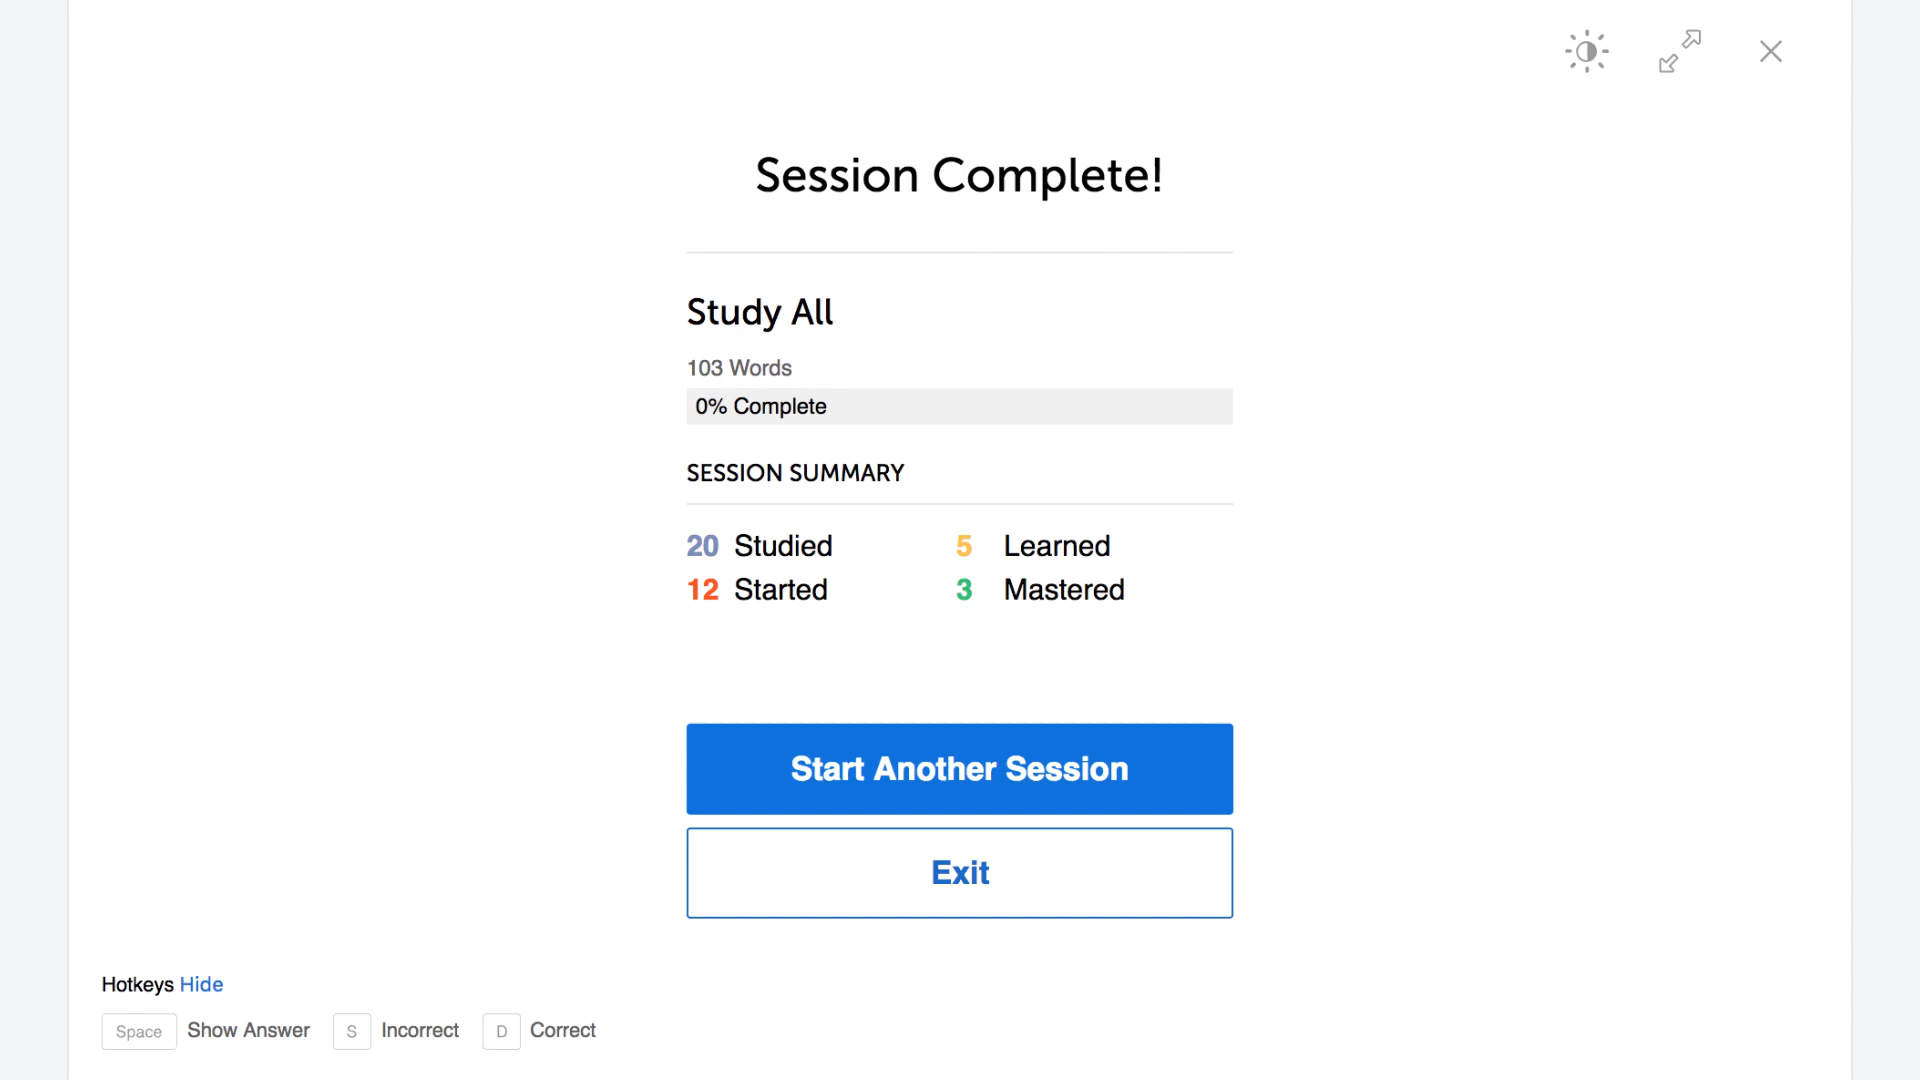 Session Complete!
Study All
103 Words
0% Complete
SESSION SUMMARY
20 Studied 5 Learned
12 Started 3 Mastered
Start Another Session
Exit
Hotkeys Hide
Space Show Answer S Incorrect D Correct